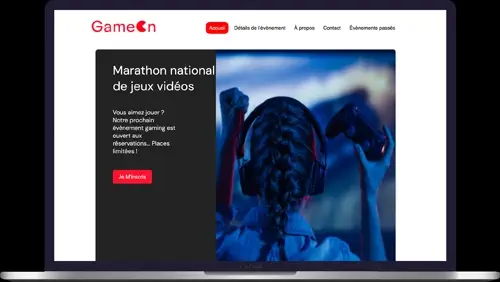 GameOn
Accueil Détails de l'évènement À propos Contact Évènements passés
Marathon national
de jeux vidéos
Vous aimez jouer ?
Notre prochain
évènement gaming est
ouvert aux
réservations... Places
limitées !
Je M'inscris